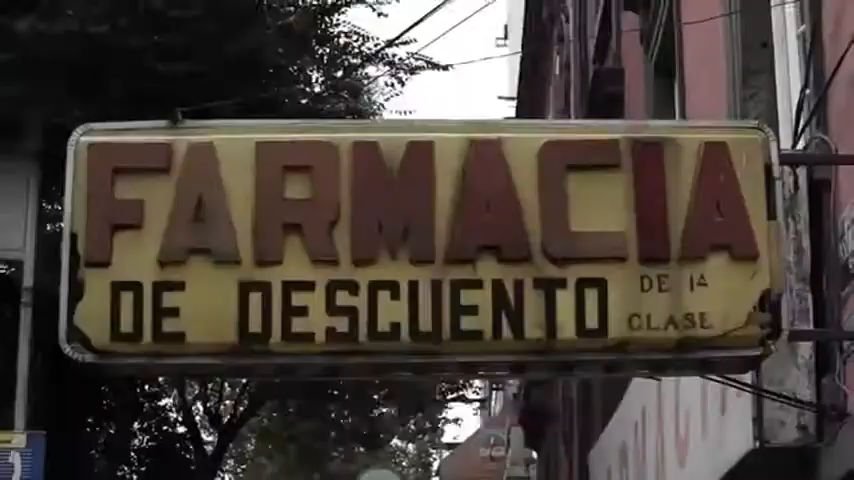 FARMACIA
DE DESCUENTO
DE 1ª
CLASE